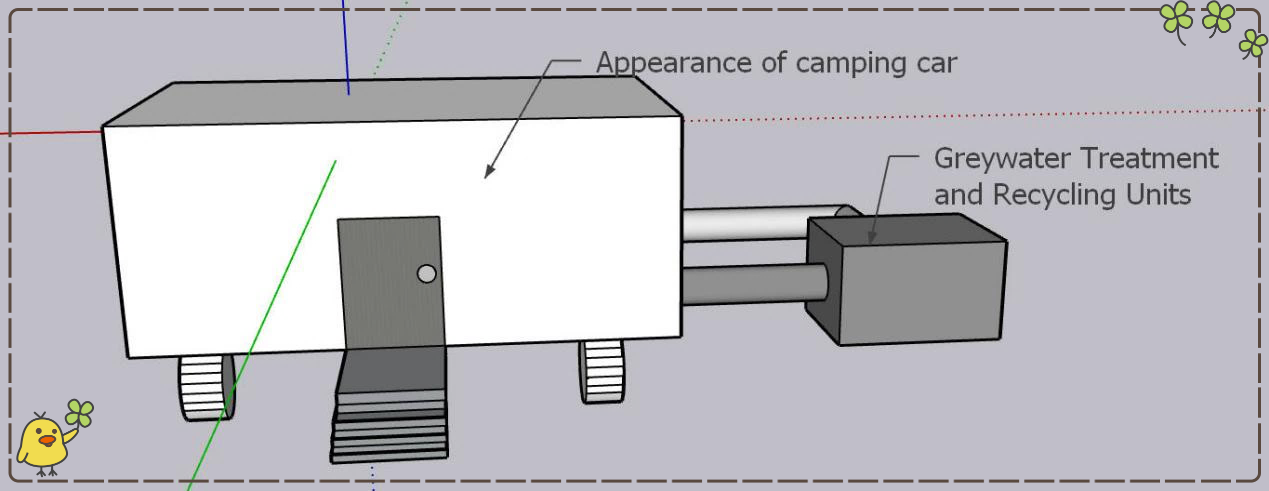 Appearance of camping car
Greywater Treatment
and Recycling Units